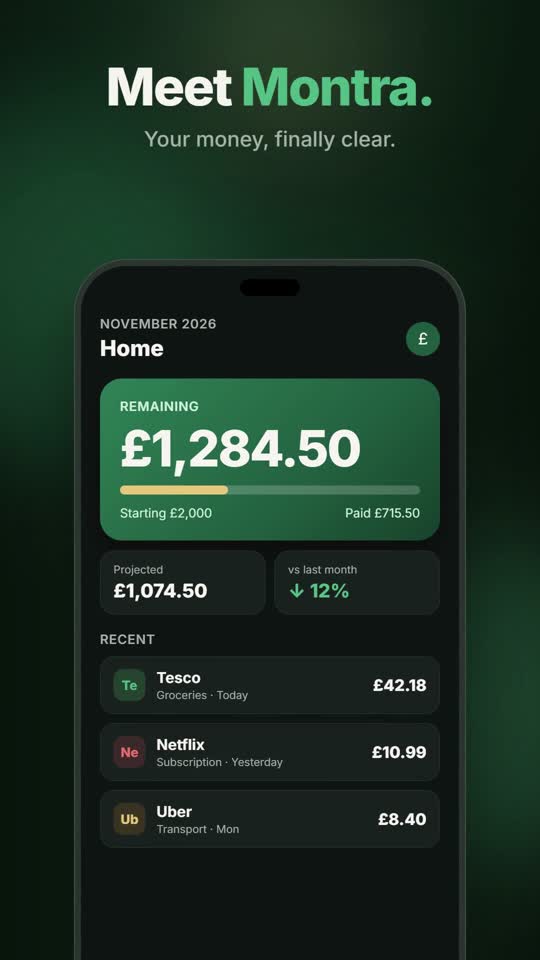 Meet Montra.
Your money, finally clear.
NOVEMBER 2026
Home
£
REMAINING
£1,284.50
Starting £2,000 Paid £715.50
Projected vs last month
£1,074.50 ↓ 12%
RECENT
Te Tesco £42.18
Groceries · Today
Ne Netflix £10.99
Subscription · Yesterday
Ub Uber £8.40
Transport · Mon